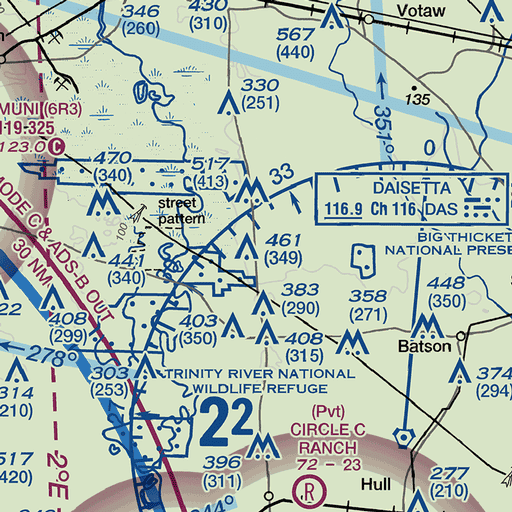 346
(260)
430
(310)
567
(440)
Votaw
MUNI (6R3)
119-325
123.0 C
330
(251)
135
351°
0
33
470
(340)
517
(413)
street
pattern
100
DAISETTA
116.9 Ch 116 DAS
BIG THICKET
NATIONAL PRESE
MODE C & ADS-B OUT
30 NM
441
(340)
461
(349)
383
(290)
358
(271)
448
(350)
22
408
(299)
403
(350)
408
(315)
Batson
278°
303
(253)
TRINITY RIVER NATIONAL
WILDLIFE REFUGE
374
(294)
314
(210)
22
(Pvt)
CIRCLE C
RANCH
72 - 23
R
517
(420)
2°E
396
(311)
Hull
277
(210)
344°